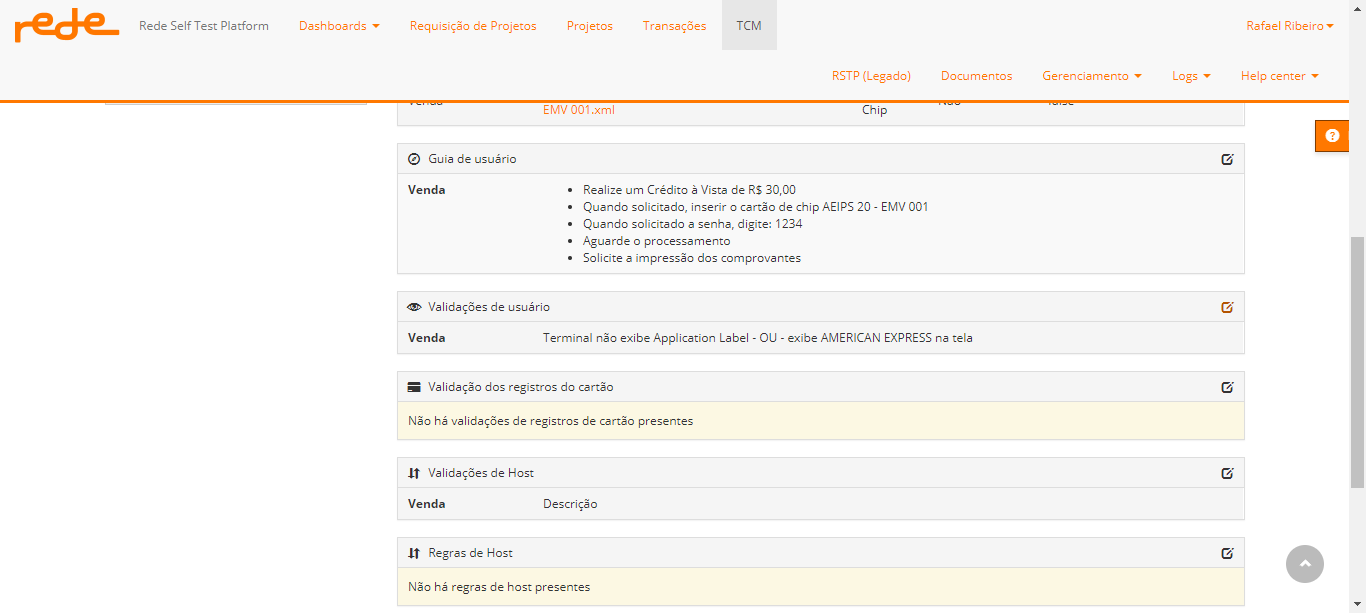 rede Rede Self Test Platform Dashboards Requisição de Projetos Projetos Transações TCM Rafael Ribeiro
RSTP (Legado) Documentos Gerenciamento Logs Help center
Venda Não false
EMV 001.xml Chip
Guia de usuário
Venda Realize um Crédito à Vista de R$ 30,00
Quando solicitado, inserir o cartão de chip AEIPS 20 - EMV 001
Quando solicitado a senha, digite: 1234
Aguarde o processamento
Solicite a impressão dos comprovantes
Validações de usuário
Venda Terminal não exibe Application Label - OU - exibe AMERICAN EXPRESS na tela
Validação dos registros do cartão
Não há validações de registros de cartão presentes
Validações de Host
Venda Descrição
Regras de Host
Não há regras de host presentes